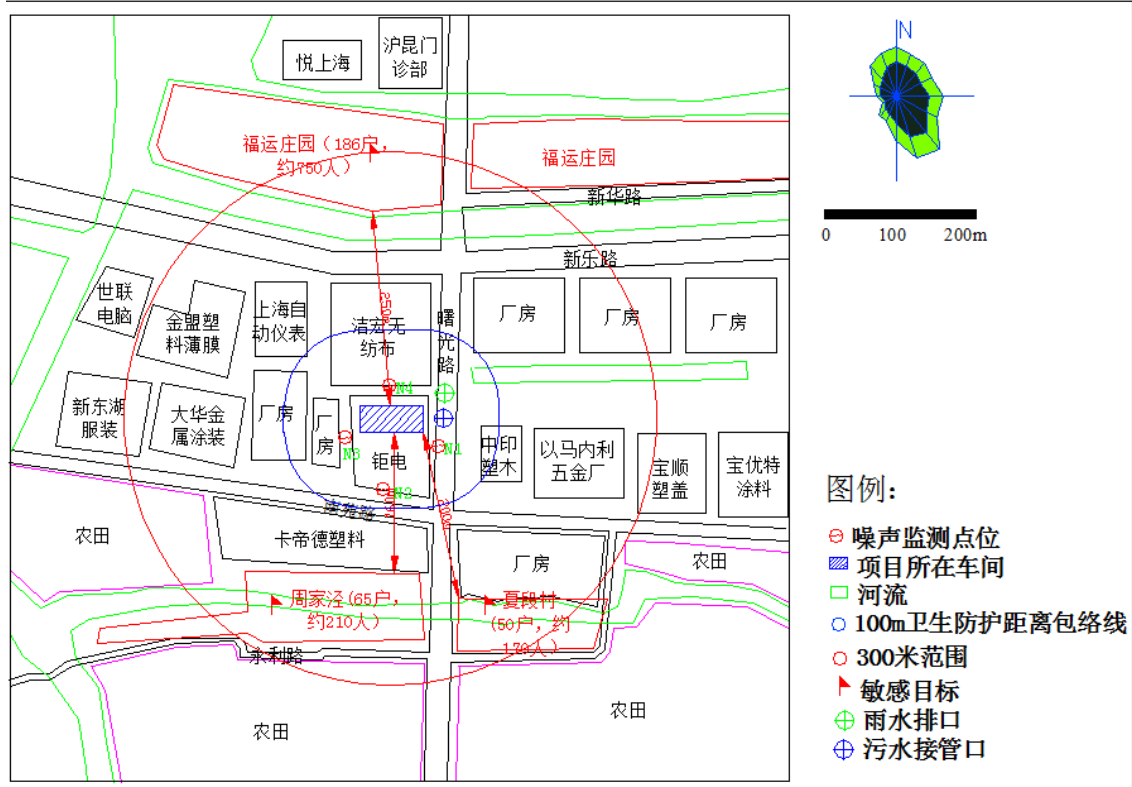 悦上海
沪昆门
诊部
N
福运庄园（186户，
约750人）
福运庄园
新华路
0 100 200m
新乐路
世联
电脑
金盟塑
料薄膜
上海自
动仪表
250m
洁宏无
纺布
曙光路
厂房
厂房
厂房
新东湖
服装
大华金
属涂装
厂房
厂房
N4
N3
钜电
N1
N2
中印
塑木
以马内利
五金厂
宝顺
塑盖
宝优特
涂料
200m
农田
卡帝德塑料
厂房
农田
周家泾(65户，
约210人)
夏段村
(50户，约
170人)
永利路
农田
农田
图例：
噪声监测点位
项目所在车间
河流
100m卫生防护距离包络线
300米范围
敏感目标
雨水排口
污水接管口